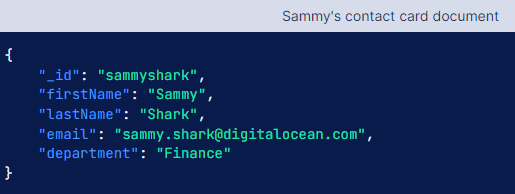 Sammy's contact card document
{
    "_id": "sammyshark",
    "firstName": "Sammy",
    "lastName": "Shark",
    "email": "sammy.shark@digitalocean.com",
    "department": "Finance"
}